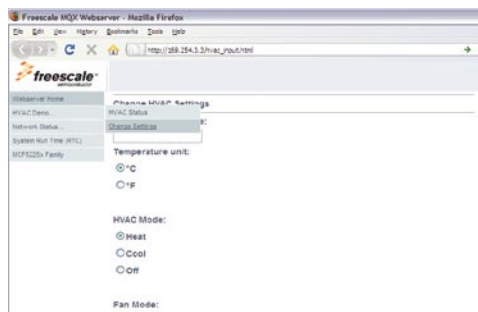 Freescale MQX Webserver - Mozilla Firefox
File Edit View History Bookmarks Tools Help
http://169.254.3.3/hvac_input.html
freescale
semiconductor
Webserver Home
HVAC Demo...
Network Status...
System Run Time (RTC)
MCF5225x Family
HVAC Status
Change Settings
Change HVAC Settings
Temperature unit:
°C
°F
HVAC Mode:
Heat
Cool
Off
Fan Mode: